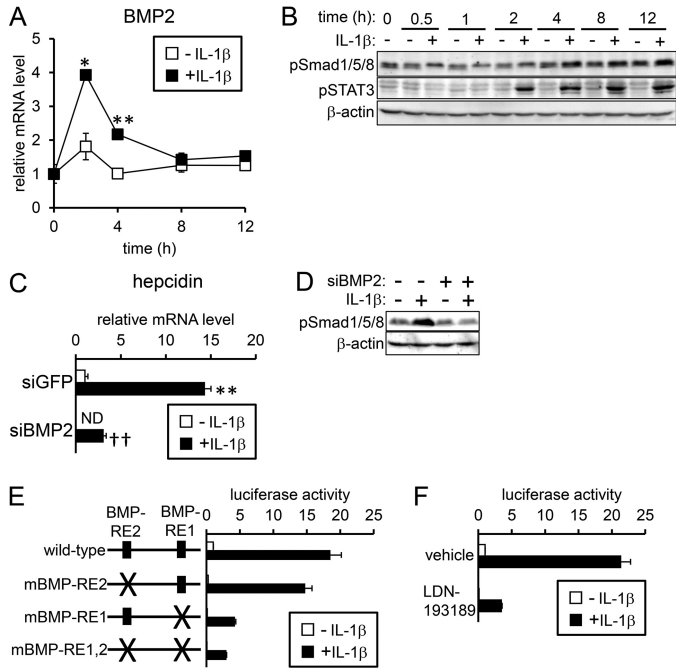 A
BMP2
relative mRNA level
5
4
3
2
1
0
*
**
- IL-1β
+IL-1β
0 4 8 12
time (h)
B
time (h): 0 0.5 1 2 4 8 12
IL-1β: - - + - + - + - + - + - +
pSmad1/5/8
pSTAT3
β-actin
C
hepcidin
relative mRNA level
0 5 10 15 20
siGFP
**
siBMP2
ND
††
- IL-1β
+IL-1β
D
siBMP2: - - + +
IL-1β: - + - +
pSmad1/5/8
β-actin
E
luciferase activity
BMP-RE2 BMP-RE1
0 5 10 15 20 25
wild-type
mBMP-RE2
mBMP-RE1
mBMP-RE1,2
- IL-1β
+IL-1β
F
luciferase activity
0 5 10 15 20 25
vehicle
LDN-
193189
- IL-1β
+IL-1β